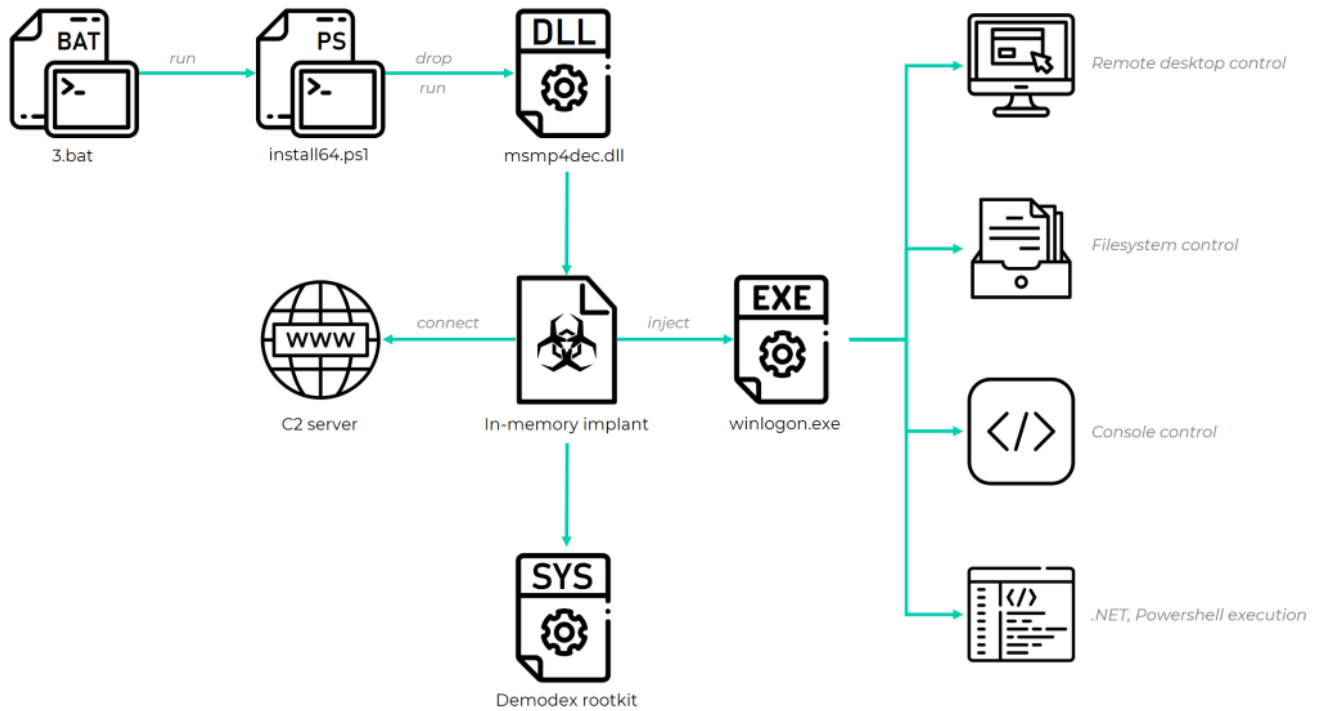 BAT
PS
DLL
run
drop
run
Remote desktop control
3.bat
install64.ps1
msmp4dec.dll
Filesystem control
WWW
connect
inject
EXE
C2 server
In-memory implant
winlogon.exe
Console control
SYS
.NET, Powershell execution
Demodex rootkit